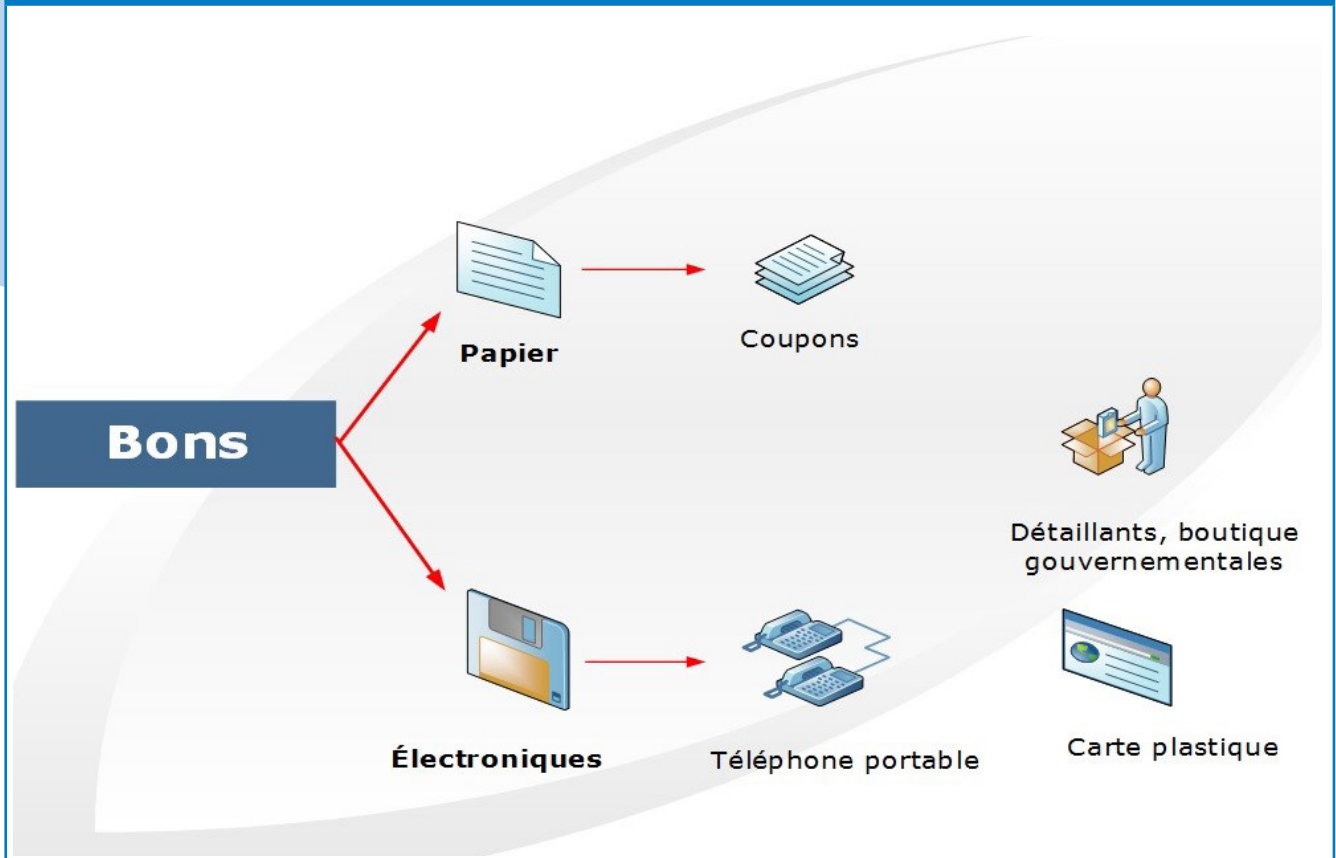 Papier
Coupons
Bons
Détaillants, boutique
gouvernementales
Électroniques
Téléphone portable
Carte plastique